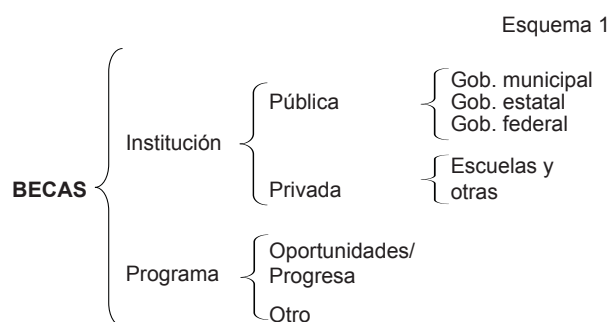 Esquema 1
BECAS
Institución
Pública
Gob. municipal
Gob. estatal
Gob. federal
Privada
Escuelas y
otras
Programa
Oportunidades/
Progresa
Otro